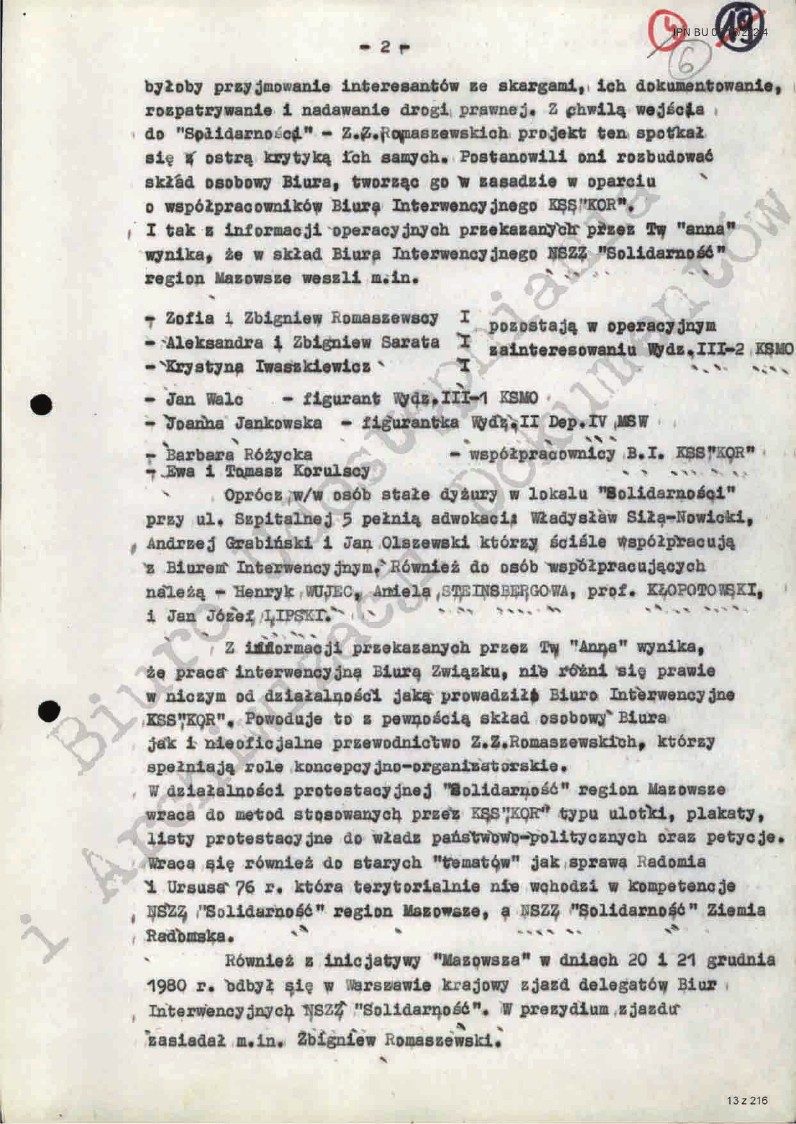 IPN BU
- 2 -
byłoby przyjmowanie interesantów ze skargami, ich dokumentowanie,
rozpatrywanie i nadawanie drogi prawnej. Z chwilą wejścia
do "Solidarności" - Z.Z.Romaszewskich projekt ten spotkał
się z ostrą krytyką ich samych. Postanowili oni rozbudować
skład osobowy Biura, tworząc go w zasadzie w oparciu
o współpracowników Biura Interwencyjnego KSS"KOR".
I tak z informacji operacyjnych przekazanych przez TW "anna"
wynika, że w skład Biura Interwencyjnego NSZZ "Solidarność"
region Mazowsze weszli m.in.
- Zofia i Zbigniew Romaszewscy I pozostają w operacyjnym
- Aleksandra i Zbigniew Sarata I zainteresowaniu Wydz.III-2 KSMO
- Krystyna Iwaszkiewicz I
- Jan Walc - figurant Wydz.III-1 KSMO
- Joanna Jankowska - figurantka Wydz.II Dep.IV MSW
- Barbara Różycka - współpracownicy B.I. KSS"KOR"
- Ewa i Tomasz Korulscy
Oprócz w/w osób stałe dyżury w lokalu "Solidarności"
przy ul. Szpitalnej 5 pełnią adwokaci: Władysław Siła-Nowicki,
Andrzej Grabiński i Jan Olszewski którzy ściśle współpracują
z Biurem Interwencyjnym. Również do osób współpracujących
należą - Henryk WUJEC, Aniela STEINSBERGOWA, prof. KŁOPOTOWSKI,
i Jan Józef LIPSKI.
Z informacji przekazanych przez TW "Anna" wynika,
że praca interwencyjna Biura Związku, nie różni się prawie
w niczym od działalności jaką prowadziło Biuro Interwencyjne
KSS"KOR". Powoduje to z pewnością skład osobowy Biura
jak i nieoficjalne przewodnictwo Z.Z.Romaszewskich, którzy
spełniają role koncepcyjno-organizatorskie.
W działalności protestacyjnej "Solidarność" region Mazowsze
wraca do metod stosowanych przez KSS"KOR" typu ulotki, plakaty,
listy protestacyjne do władz państwowo-politycznych oraz petycje.
Wraca się również do starych "tematów" jak sprawa Radomia
i Ursusa 76 r. która terytorialnie nie wchodzi w kompetencje
NSZZ "Solidarność" region Mazowsze, a NSZZ "Solidarność" Ziemia
Radomska.
Również z inicjatywy "Mazowsza" w dniach 20 i 21 grudnia
1980 r. odbył się w Warszawie krajowy zjazd delegatów Biur
Interwencyjnych NSZZ "Solidarność". W prezydium zjazdu
zasiadał m.in. Zbigniew Romaszewski.
Biuro Udostępniania
i Archiwizacji Dokumentów
13 z 216